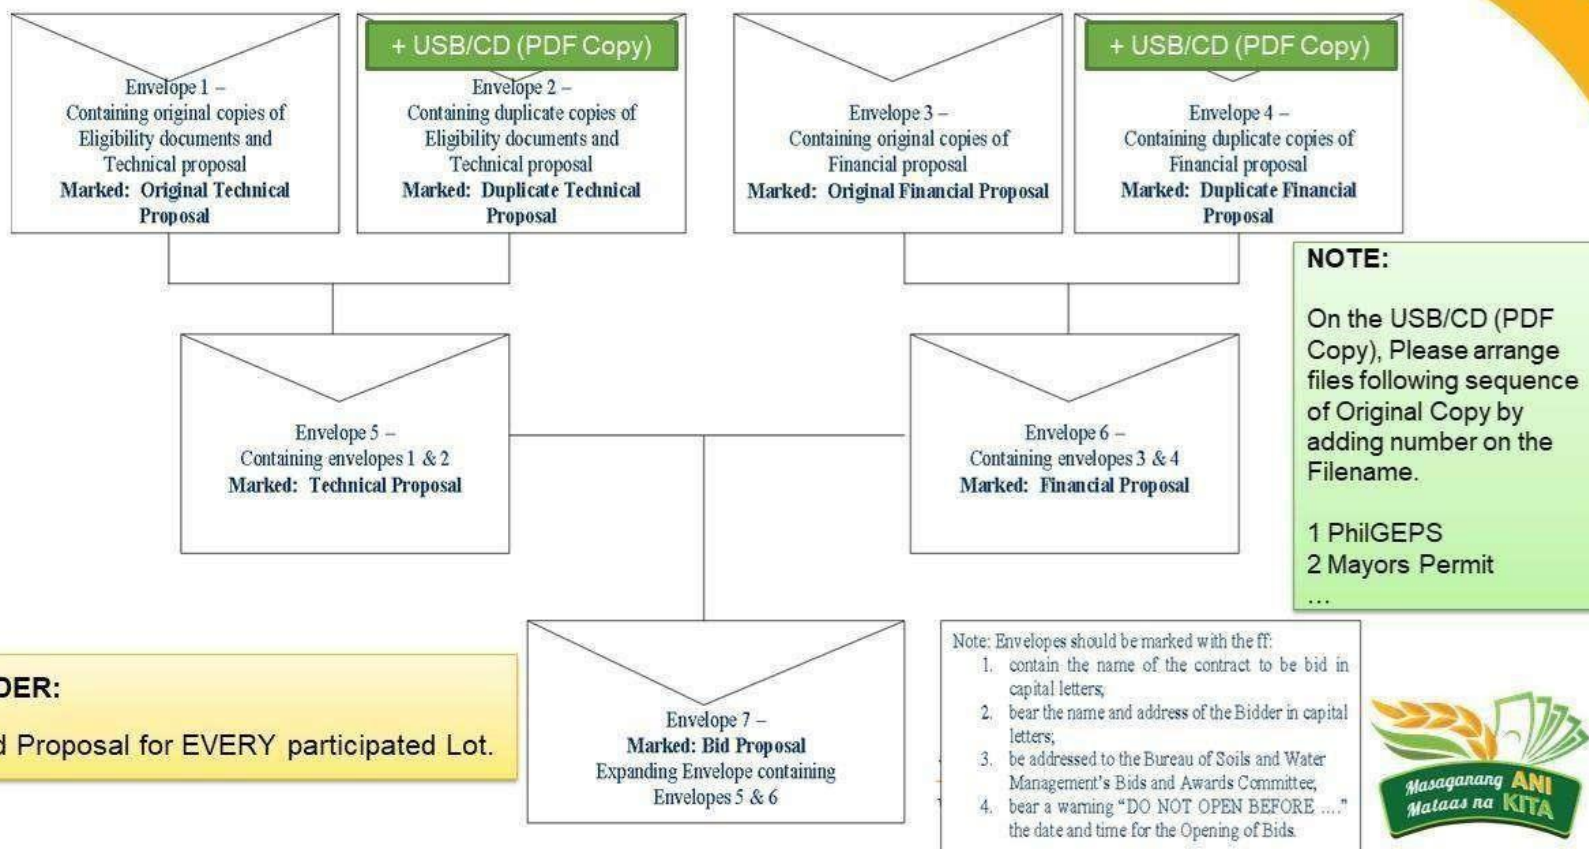 + USB/CD (PDF Copy)
+ USB/CD (PDF Copy)
Envelope 1 –
Containing original copies of
Eligibility documents and
Technical proposal
Marked: Original Technical
Proposal
Envelope 2 –
Containing duplicate copies of
Eligibility documents and
Technical proposal
Marked: Duplicate Technical
Proposal
Envelope 3 –
Containing original copies of
Financial proposal
Marked: Original Financial Proposal
Envelope 4 –
Containing duplicate copies of
Financial proposal
Marked: Duplicate Financial
Proposal
NOTE:
On the USB/CD (PDF
Copy), Please arrange
files following sequence
of Original Copy by
adding number on the
Filename.
1 PhilGEPS
2 Mayors Permit
...
Envelope 5 –
Containing envelopes 1 & 2
Marked: Technical Proposal
Envelope 6 –
Containing envelopes 3 & 4
Marked: Financial Proposal
DER:
d Proposal for EVERY participated Lot.
Envelope 7 –
Marked: Bid Proposal
Expanding Envelope containing
Envelopes 5 & 6
Note: Envelopes should be marked with the ff:
1. contain the name of the contract to be bid in
capital letters;
2. bear the name and address of the Bidder in capital
letters;
3. be addressed to the Bureau of Soils and Water
Management's Bids and Awards Committee;
4. bear a warning “DO NOT OPEN BEFORE ....”
the date and time for the Opening of Bids.
Masaganang ANI
Mataas na KITA